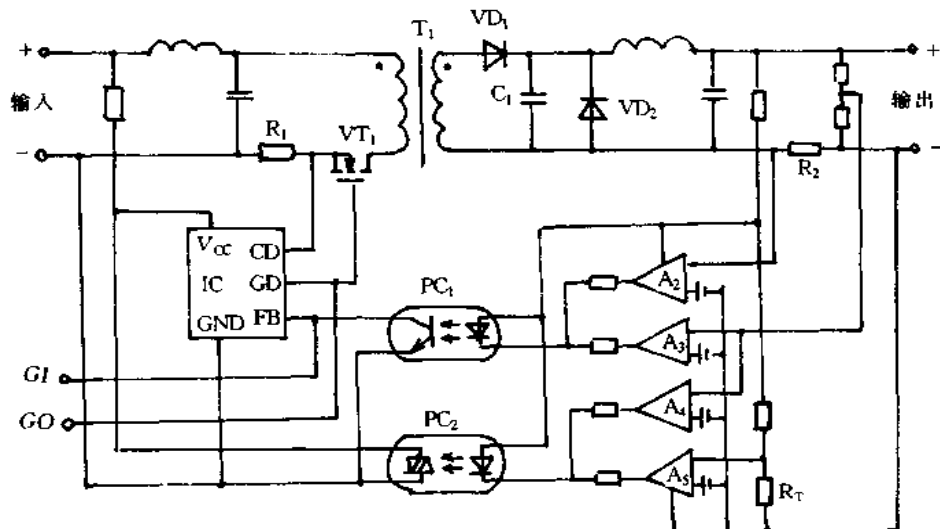 +
T₁
VD₁
+
输入
C₁
VD₂
输出
−
R₁
VT₁
R₂
−
V_CC
CD
IC
GD
GND
FB
PC₁
A₂
A₃
GI
GO
PC₂
A₄
A₅
R_T